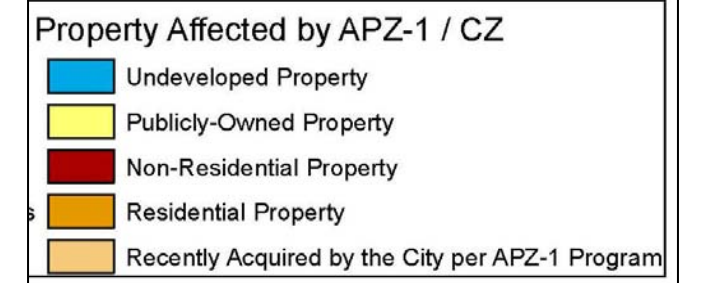 Property Affected by APZ-1 / CZ
Undeveloped Property
Publicly-Owned Property
Non-Residential Property
s Residential Property
Recently Acquired by the City per APZ-1 Program